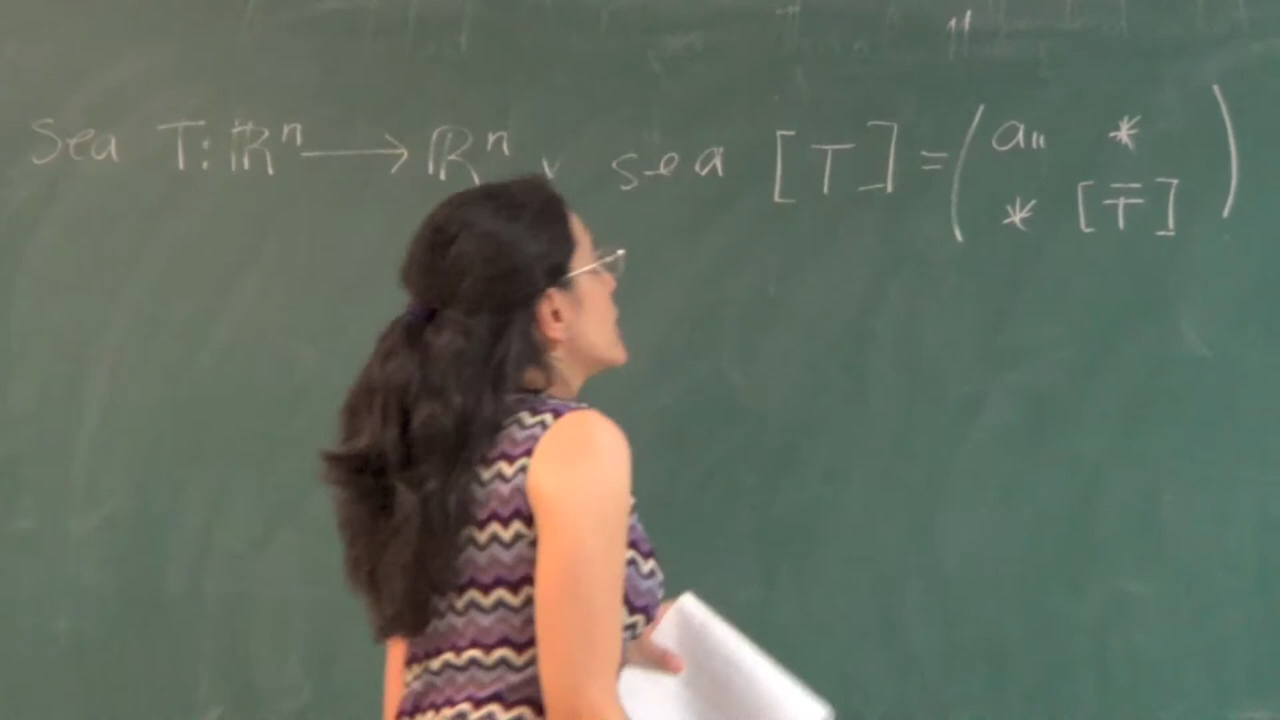 Sea T: ℝⁿ ⟶ ℝⁿ y sea [T] = ( a₁₁ *
* [T̄] )